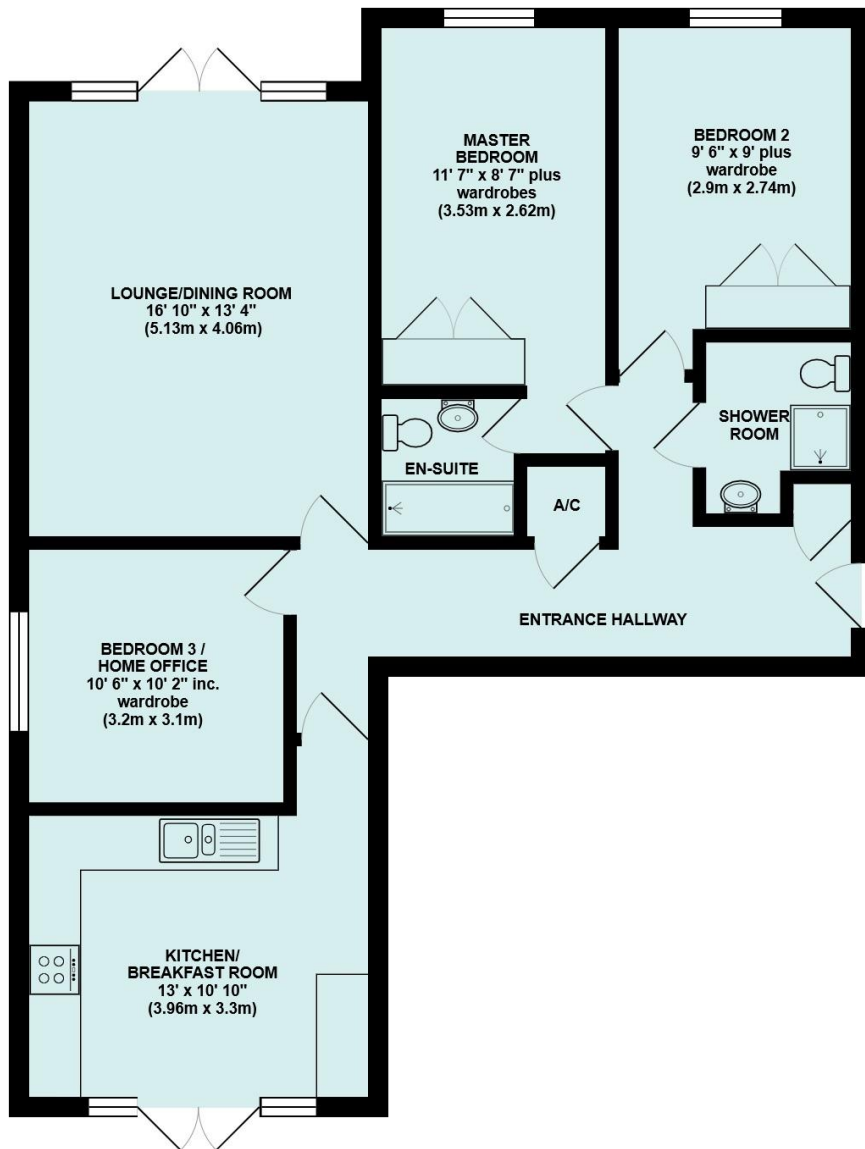 MASTER
BEDROOM
11' 7" x 8' 7" plus
wardrobes
(3.53m x 2.62m)
BEDROOM 2
9' 6" x 9' plus
wardrobe
(2.9m x 2.74m)
LOUNGE/DINING ROOM
16' 10" x 13' 4"
(5.13m x 4.06m)
SHOWER
ROOM
EN-SUITE
A/C
ENTRANCE HALLWAY
BEDROOM 3 /
HOME OFFICE
10' 6" x 10' 2" inc.
wardrobe
(3.2m x 3.1m)
KITCHEN/
BREAKFAST ROOM
13' x 10' 10"
(3.96m x 3.3m)